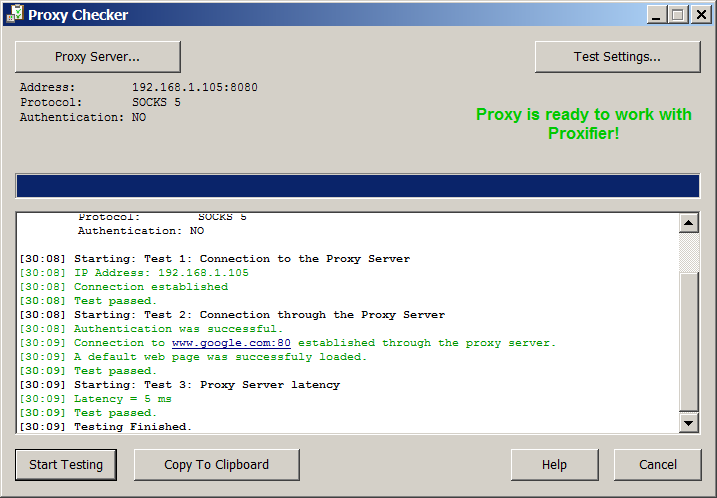 Proxy Checker
Proxy Server...
Test Settings...
Address: 192.168.1.105:8080
Protocol: SOCKS 5
Authentication: NO
Proxy is ready to work with
Proxifier!
Protocol: SOCKS 5
Authentication: NO
[30:08] Starting: Test 1: Connection to the Proxy Server
[30:08] IP Address: 192.168.1.105
[30:08] Connection established
[30:08] Test passed.
[30:08] Starting: Test 2: Connection through the Proxy Server
[30:08] Authentication was successful.
[30:09] Connection to www.google.com:80 established through the proxy server.
[30:09] A default web page was successfuly loaded.
[30:09] Test passed.
[30:09] Starting: Test 3: Proxy Server latency
[30:09] Latency = 5 ms
[30:09] Test passed.
[30:09] Testing Finished.
Start Testing
Copy To Clipboard
Help
Cancel